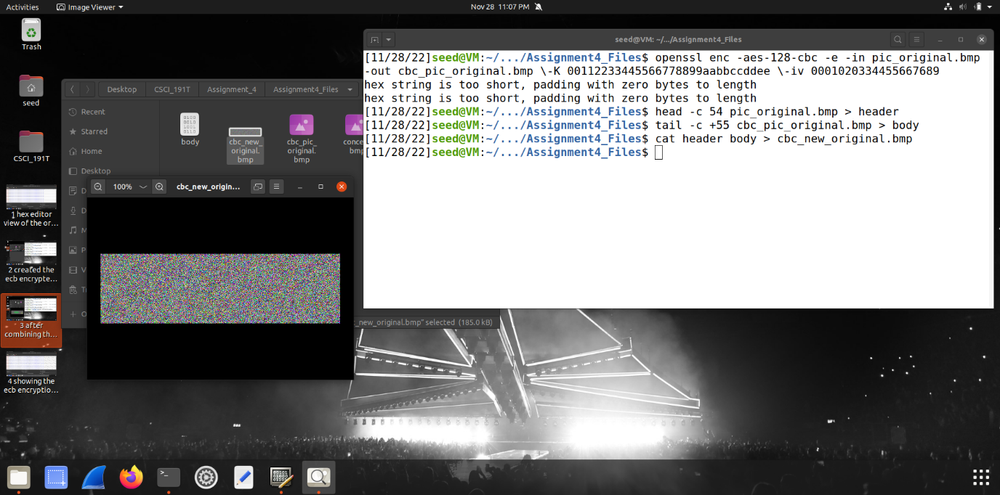 Activities
Image Viewer
Nov 28 11:07 PM
Trash
seed
CSCI_191T
1 hex editor
view of the or...
2 created the
ecb encrypte...
3 after
combining th...
4 showing the
ecb encryptio...
Desktop
CSCI_191T
Assignment_4
Assignment4_Files
Recent
Starred
Home
Desktop
D
D
M
P
V
Tr
O
body
cbc_new_
original.
bmp
cbc_pic_
original.
bmp
conce
bmp
_new_original.bmp" selected (185.0 kB)
100%
cbc_new_origin...
seed@VM: ~/.../Assignment4_Files
[11/28/22]seed@VM:~/.../Assignment4_Files$ openssl enc -aes-128-cbc -e -in pic_original.bmp
-out cbc_pic_original.bmp \-K 00112233445566778899aabbccddee \-iv 0001020334455667689
hex string is too short, padding with zero bytes to length
hex string is too short, padding with zero bytes to length
[11/28/22]seed@VM:~/.../Assignment4_Files$ head -c 54 pic_original.bmp > header
[11/28/22]seed@VM:~/.../Assignment4_Files$ tail -c +55 cbc_pic_original.bmp > body
[11/28/22]seed@VM:~/.../Assignment4_Files$ cat header body > cbc_new_original.bmp
[11/28/22]seed@VM:~/.../Assignment4_Files$